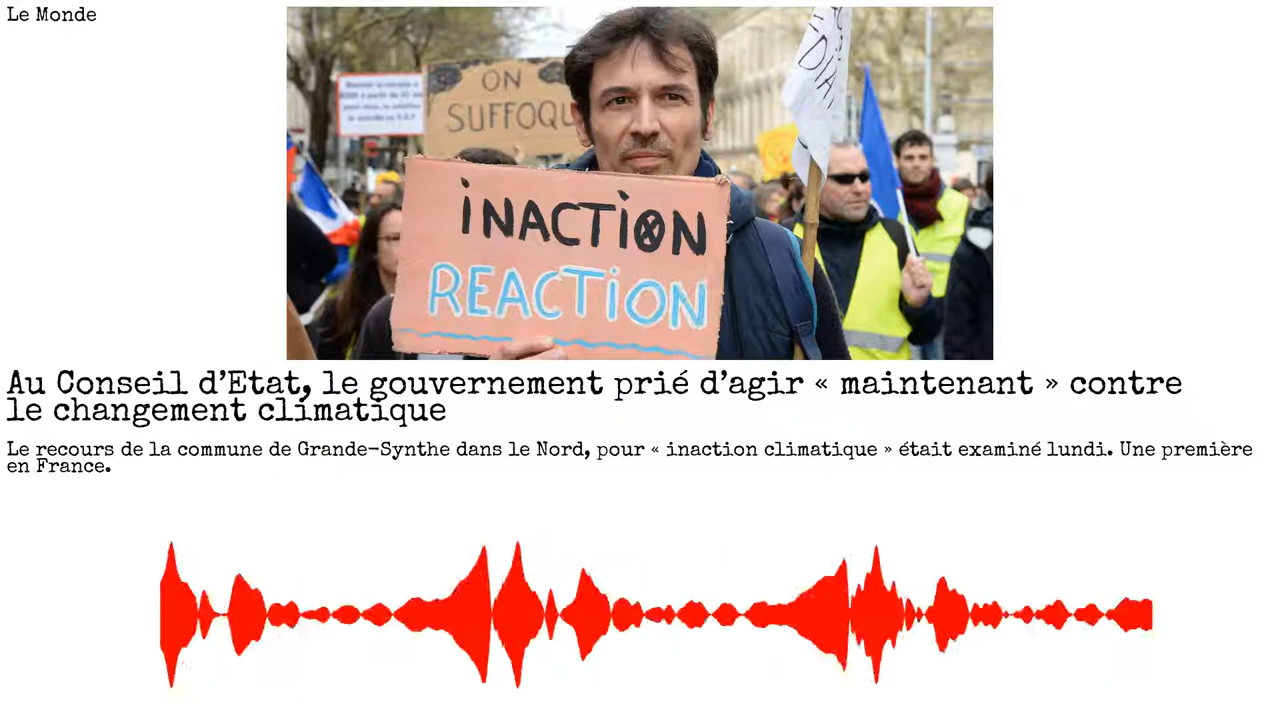 Le Monde
ON
SUFFOQU
INACTION
REACTION
Au Conseil d’Etat, le gouvernement prié d’agir « maintenant » contre
le changement climatique
Le recours de la commune de Grande-Synthe dans le Nord, pour « inaction climatique » était examiné lundi. Une première
en France.